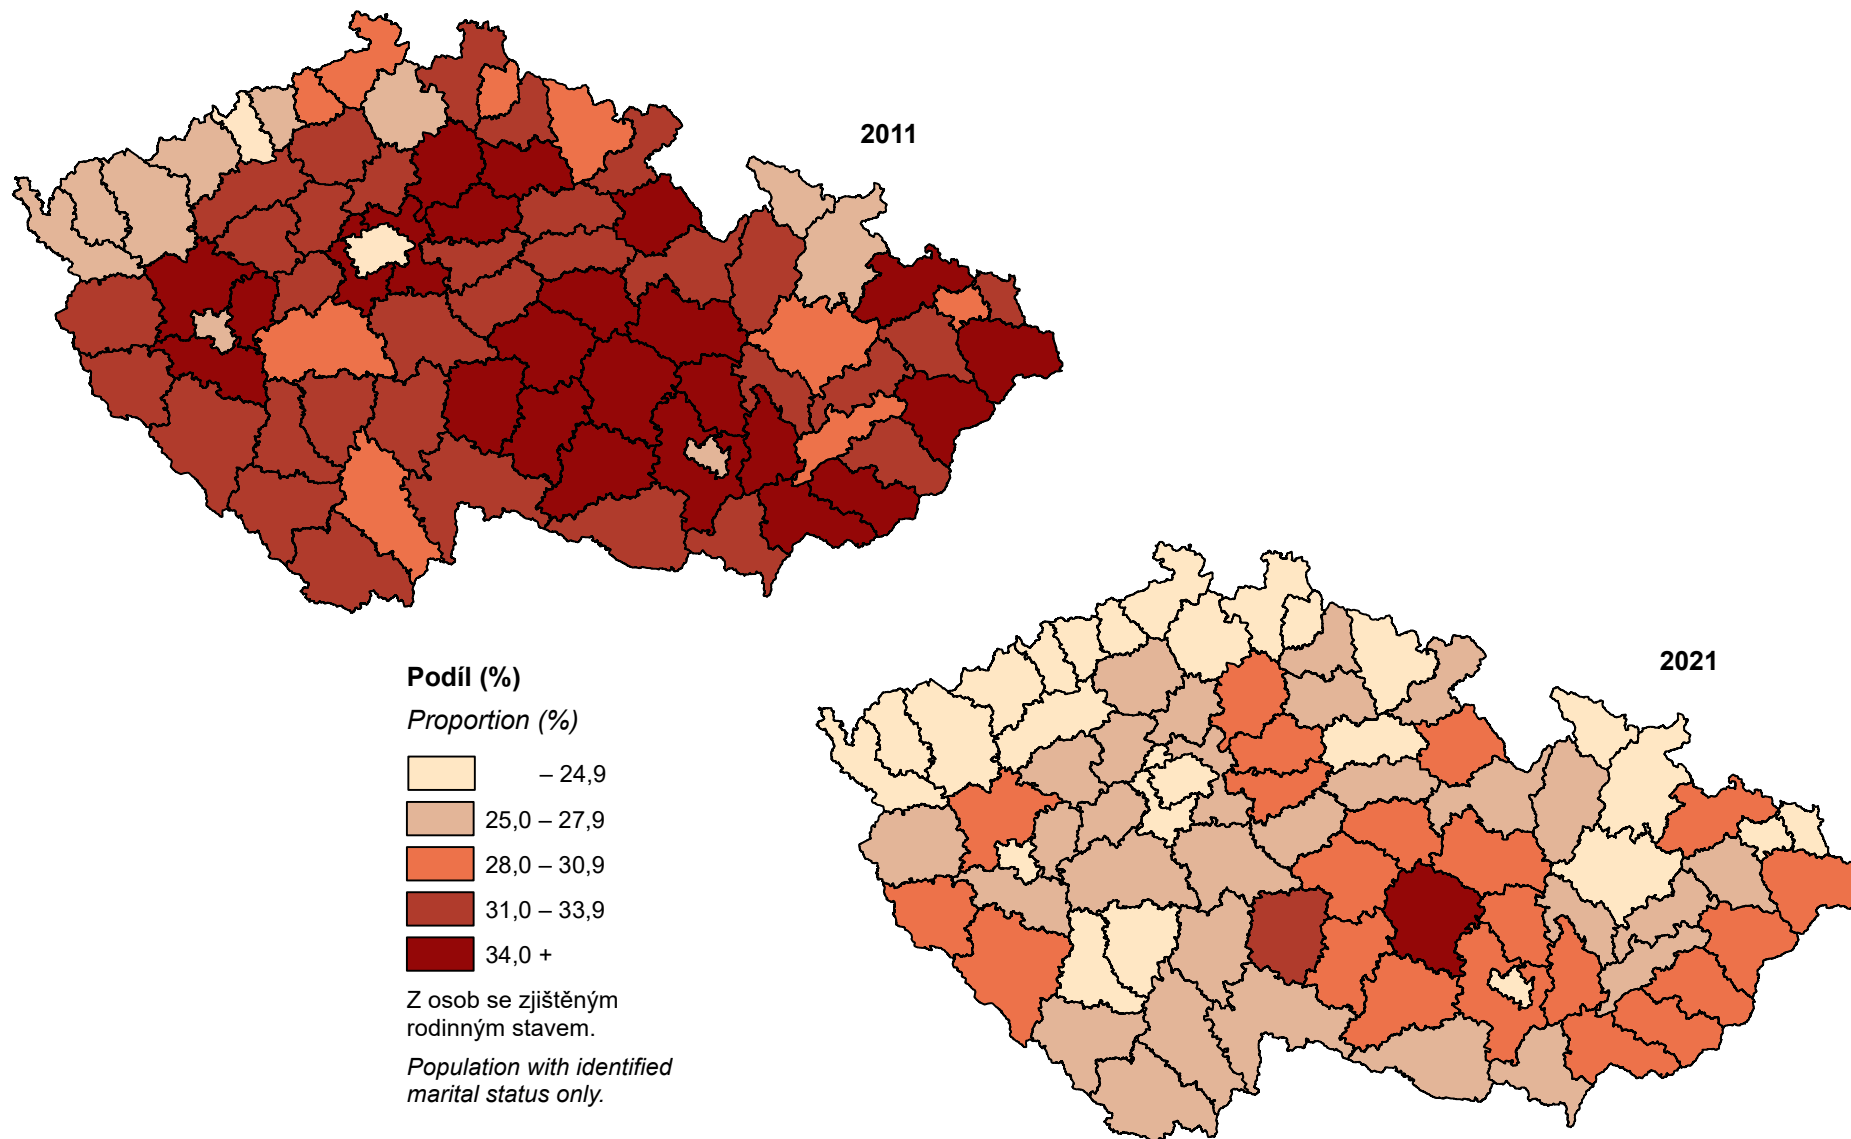 2011
2021
Podíl (%)
Proportion (%)
– 24,9
25,0 – 27,9
28,0 – 30,9
31,0 – 33,9
34,0 +
Z osob se zjištěným
rodinným stavem.
Population with identified
marital status only.